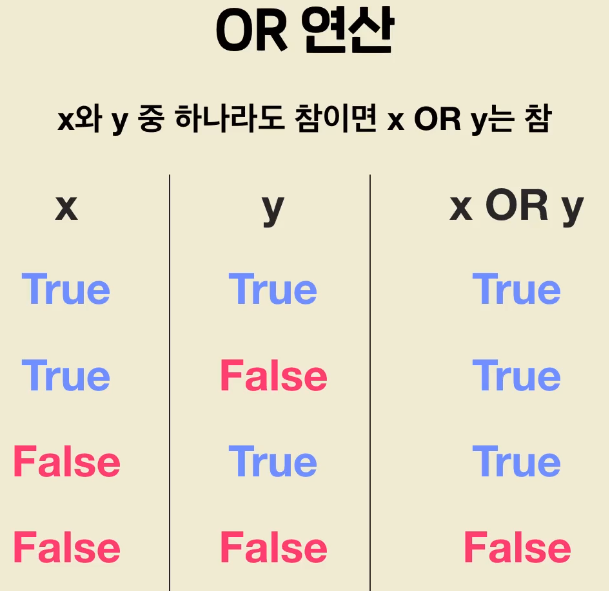 OR 연산
x와 y 중 하나라도 참이면 x OR y는 참
x y x OR y
True True True
True False True
False True True
False False False